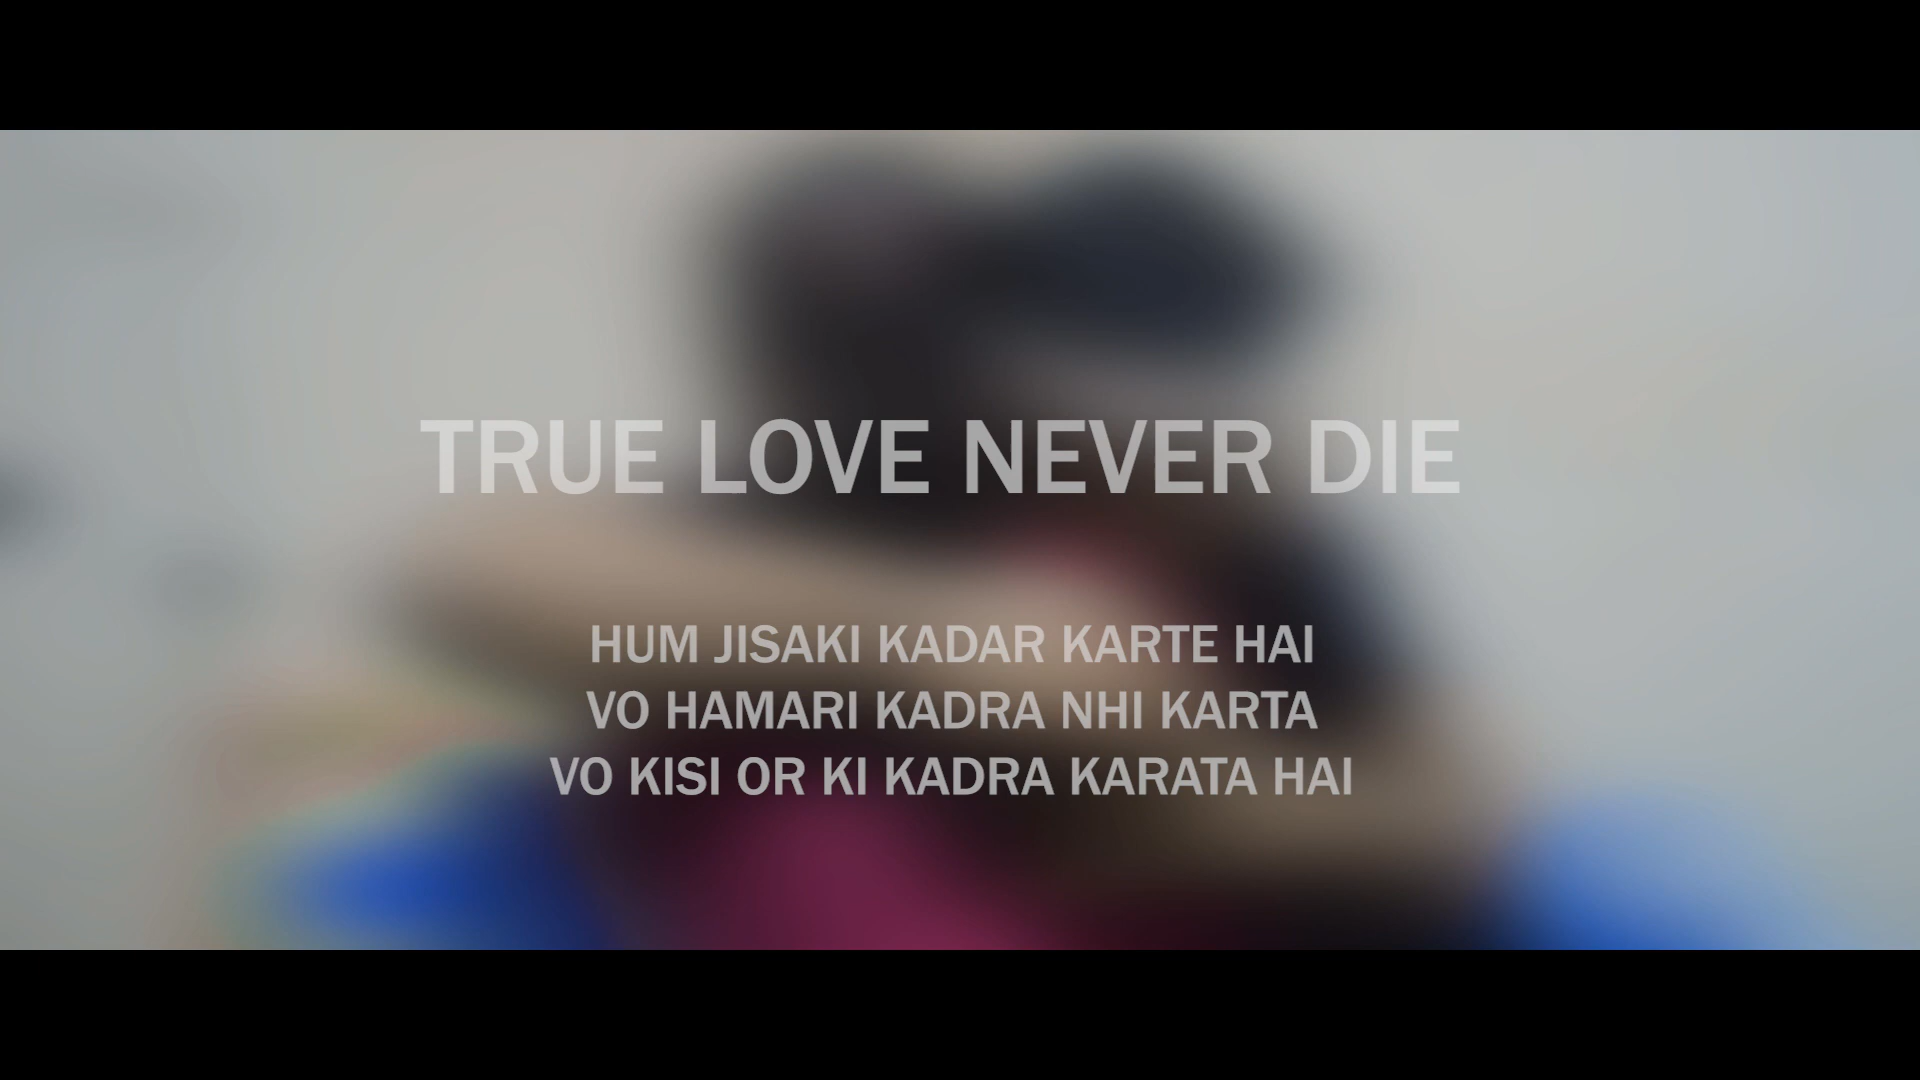 TRUE LOVE NEVER DIE
HUM JISAKI KADAR KARTE HAI
VO HAMARI KADRA NHI KARTA
VO KISI OR KI KADRA KARATA HAI